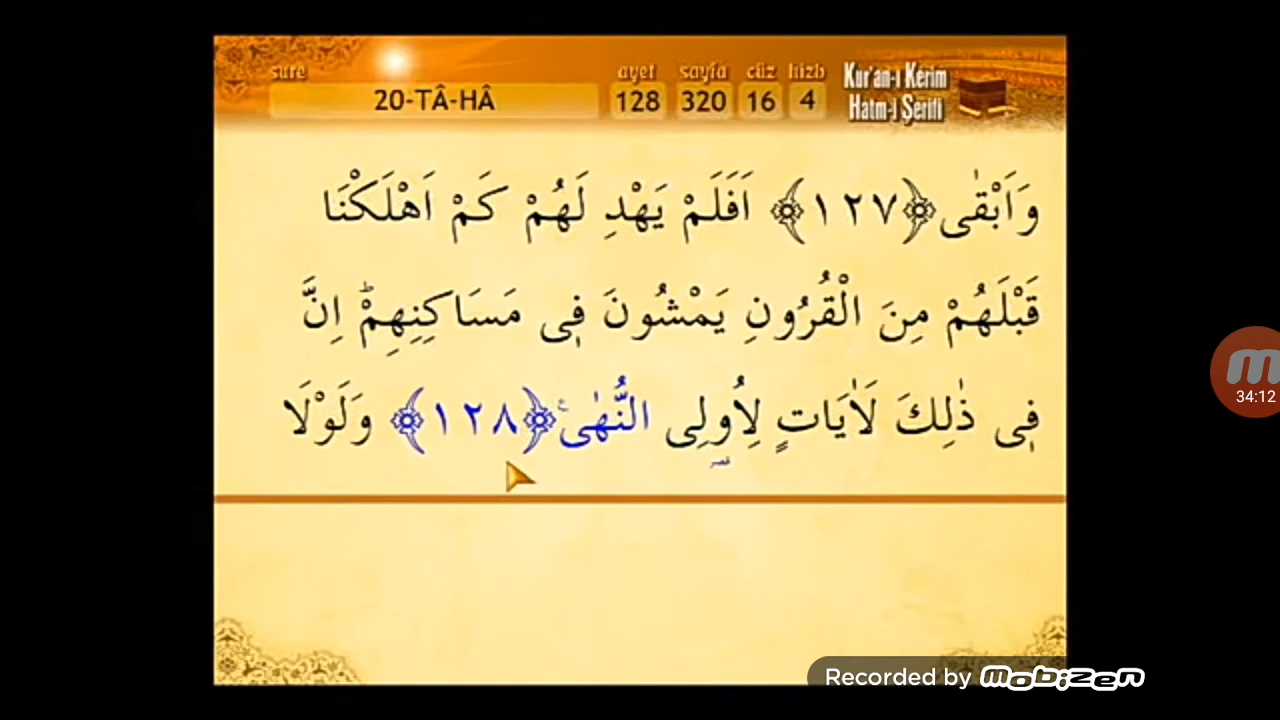 sure ayet sayfa cüz hizb
20-TÂ-HÂ 128 320 16 4
Kur'an-ı Kerim
Hatm-i Şerifi
وَاَبْقٰى ﴿١٢٧﴾ اَفَلَمْ يَهْدِ لَهُمْ كَمْ اَهْلَكْنَا
قَبْلَهُمْ مِنَ الْقُرُونِ يَمْشُونَ فٖى مَسَاكِنِهِمْؕ اِنَّ
فٖى ذٰلِكَ لَاٰيَاتٍ لِاُولِى النُّهٰىࣖ ﴿١٢٨﴾ وَلَوْلَا
قصر
34:12
Recorded by Mobizen